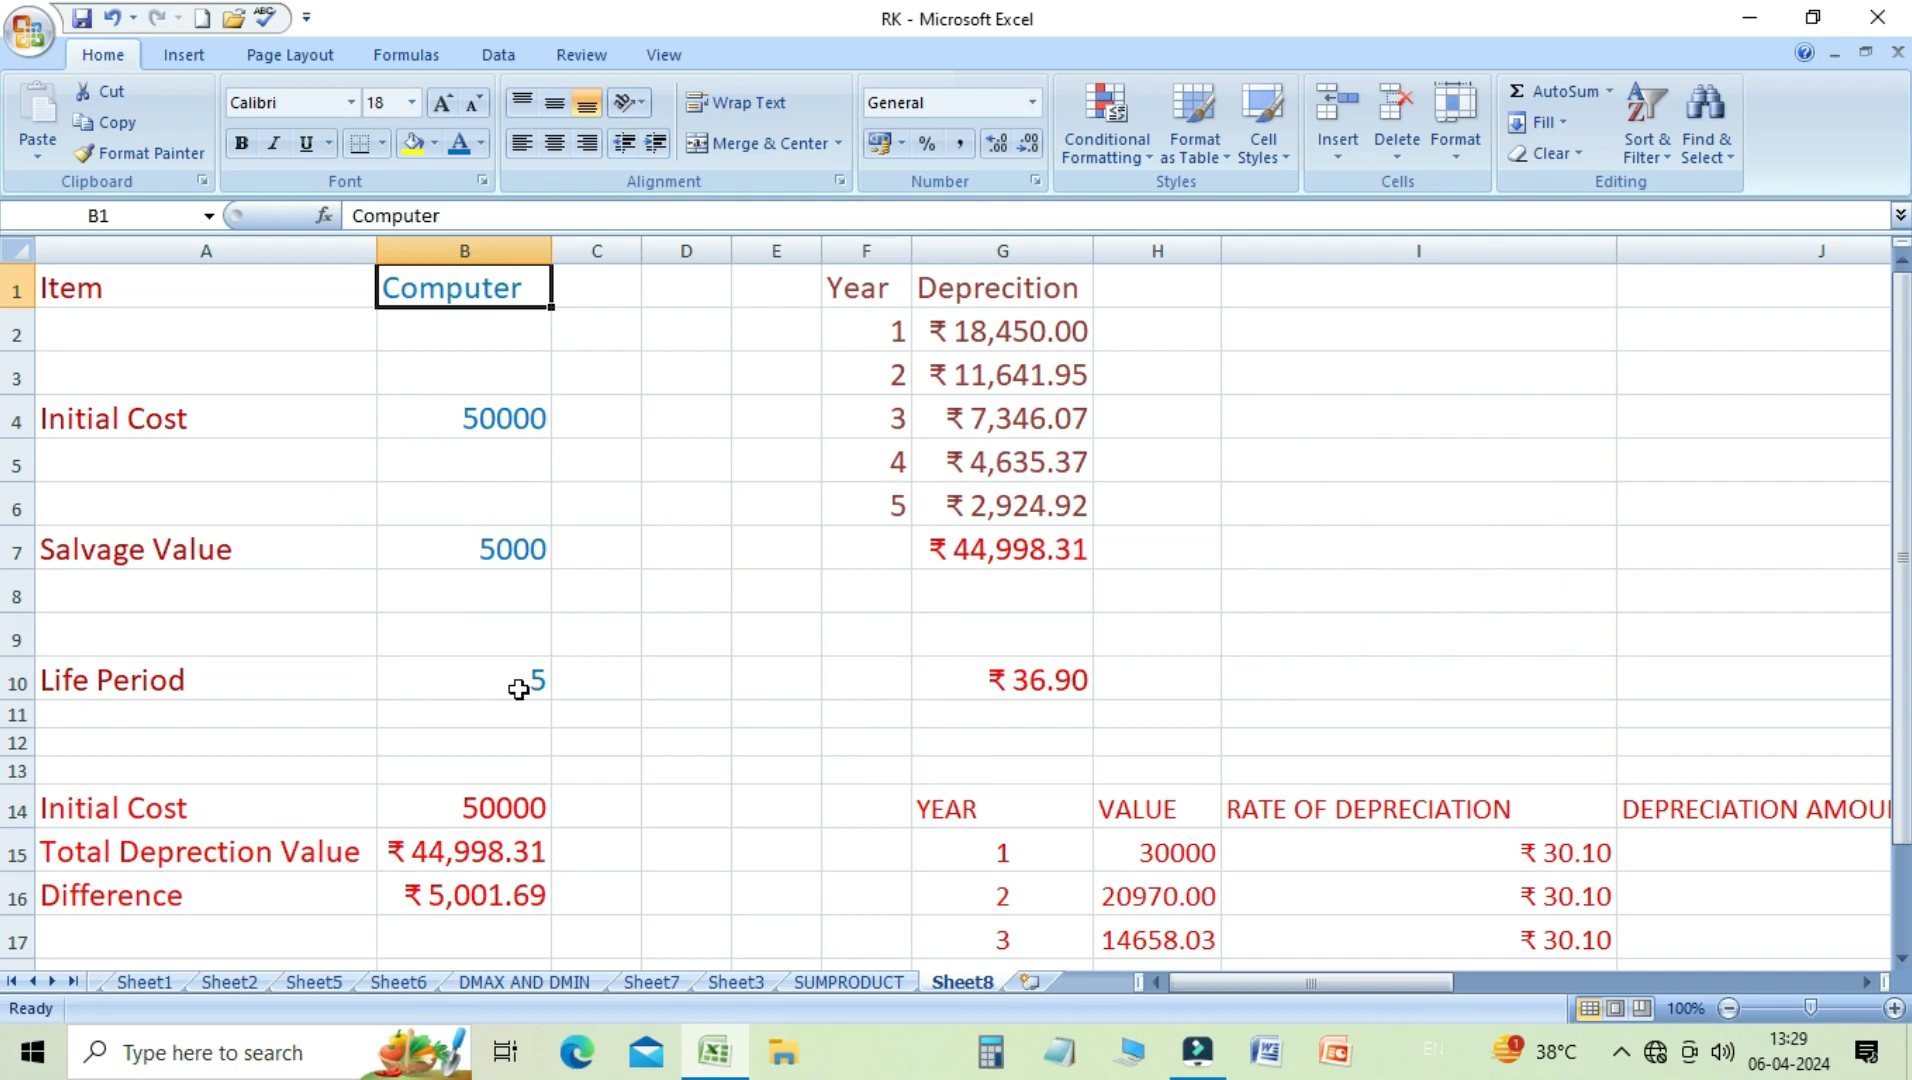 RK - Microsoft Excel
Home Insert Page Layout Formulas Data Review View
Paste
Cut
Copy
Format Painter
Clipboard
Calibri 18
B I U
Font
Wrap Text
Merge & Center
Alignment
General
Number
Conditional Formatting
Format as Table
Cell Styles
Styles
Insert
Delete
Format
Cells
Σ AutoSum
Fill
Clear
Sort & Filter
Find & Select
Editing
B1 fx Computer
A B C D E F G H I J
1 Item Computer Year Deprecition
2 1 ₹ 18,450.00
3 2 ₹ 11,641.95
4 Initial Cost 50000 3 ₹ 7,346.07
5 4 ₹ 4,635.37
6 5 ₹ 2,924.92
7 Salvage Value 5000 ₹ 44,998.31
8
9
10 Life Period 5 ₹ 36.90
11
12
13
14 Initial Cost 50000 YEAR VALUE RATE OF DEPRECIATION DEPRECIATION AMOU
15 Total Deprection Value ₹ 44,998.31 1 30000 ₹ 30.10
16 Difference ₹ 5,001.69 2 20970.00 ₹ 30.10
17 3 14658.03 ₹ 30.10
Sheet1 Sheet2 Sheet5 Sheet6 DMAX AND DMIN Sheet7 Sheet3 SUMPRODUCT Sheet8
Ready 100%
Type here to search
EN
1
38°C
13:29
06-04-2024